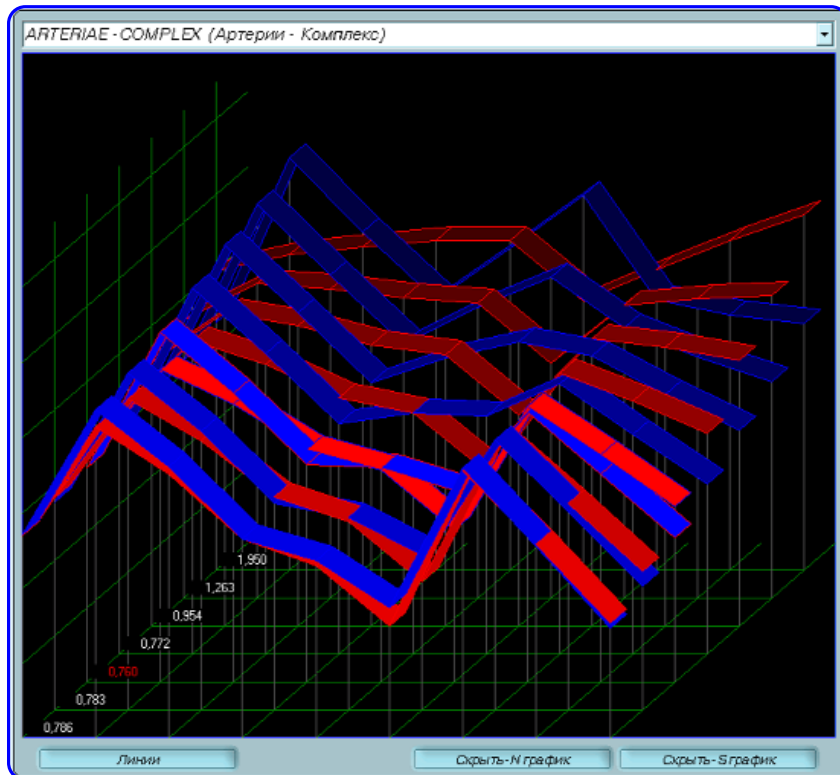 ARTERIAE - COMPLEX (Артерии - Комплекс)
1,950
1,263
0,954
0,772
0,760
0,783
0,786
Линии
Скрыть-N график
Скрыть-S график